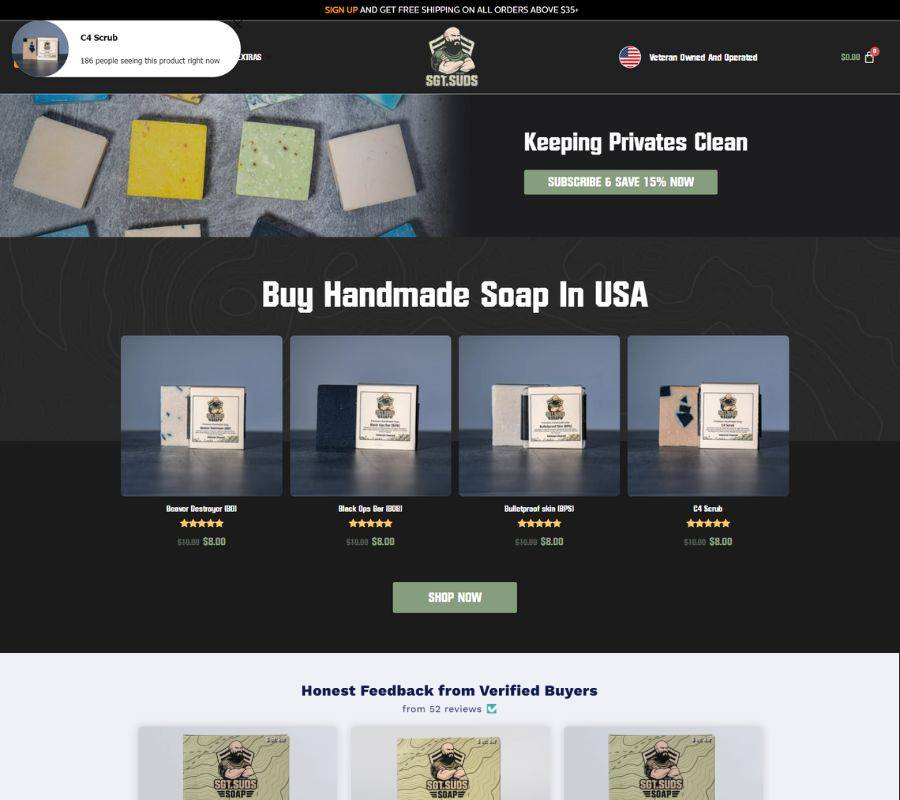 SIGN UP AND GET FREE SHIPPING ON ALL ORDERS ABOVE $35+
C4 Scrub
186 people seeing this product right now
EXTRAS
SGT.SUDS
Veteran Owned And Operated
$0.00
0
Keeping Privates Clean
SUBSCRIBE & SAVE 15% NOW
Buy Handmade Soap In USA
Beaver Destroyer (BD)
Black Ops Bar (BOB)
Bulletproof skin (BPS)
C4 Scrub
$10.00 $8.00
$10.00 $8.00
$10.00 $8.00
$10.00 $8.00
SHOP NOW
Honest Feedback from Verified Buyers
from 52 reviews
SGT.SUDS
SOAP
SGT.SUDS
SOAP
SGT.SUDS
SOAP